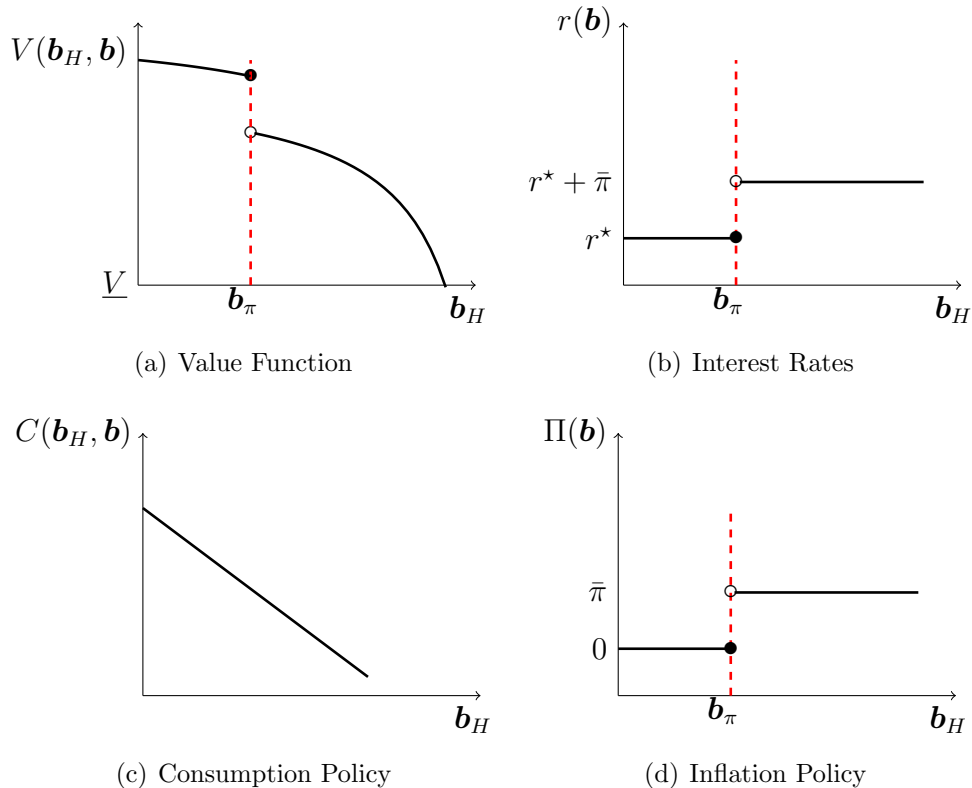 V(b_H, b)
V̲
b_π
b_H
(a) Value Function
r(b)
r⋆ + π̄
r⋆
b_π
b_H
(b) Interest Rates
C(b_H, b)
b_H
(c) Consumption Policy
Π(b)
π̄
0
b_π
b_H
(d) Inflation Policy